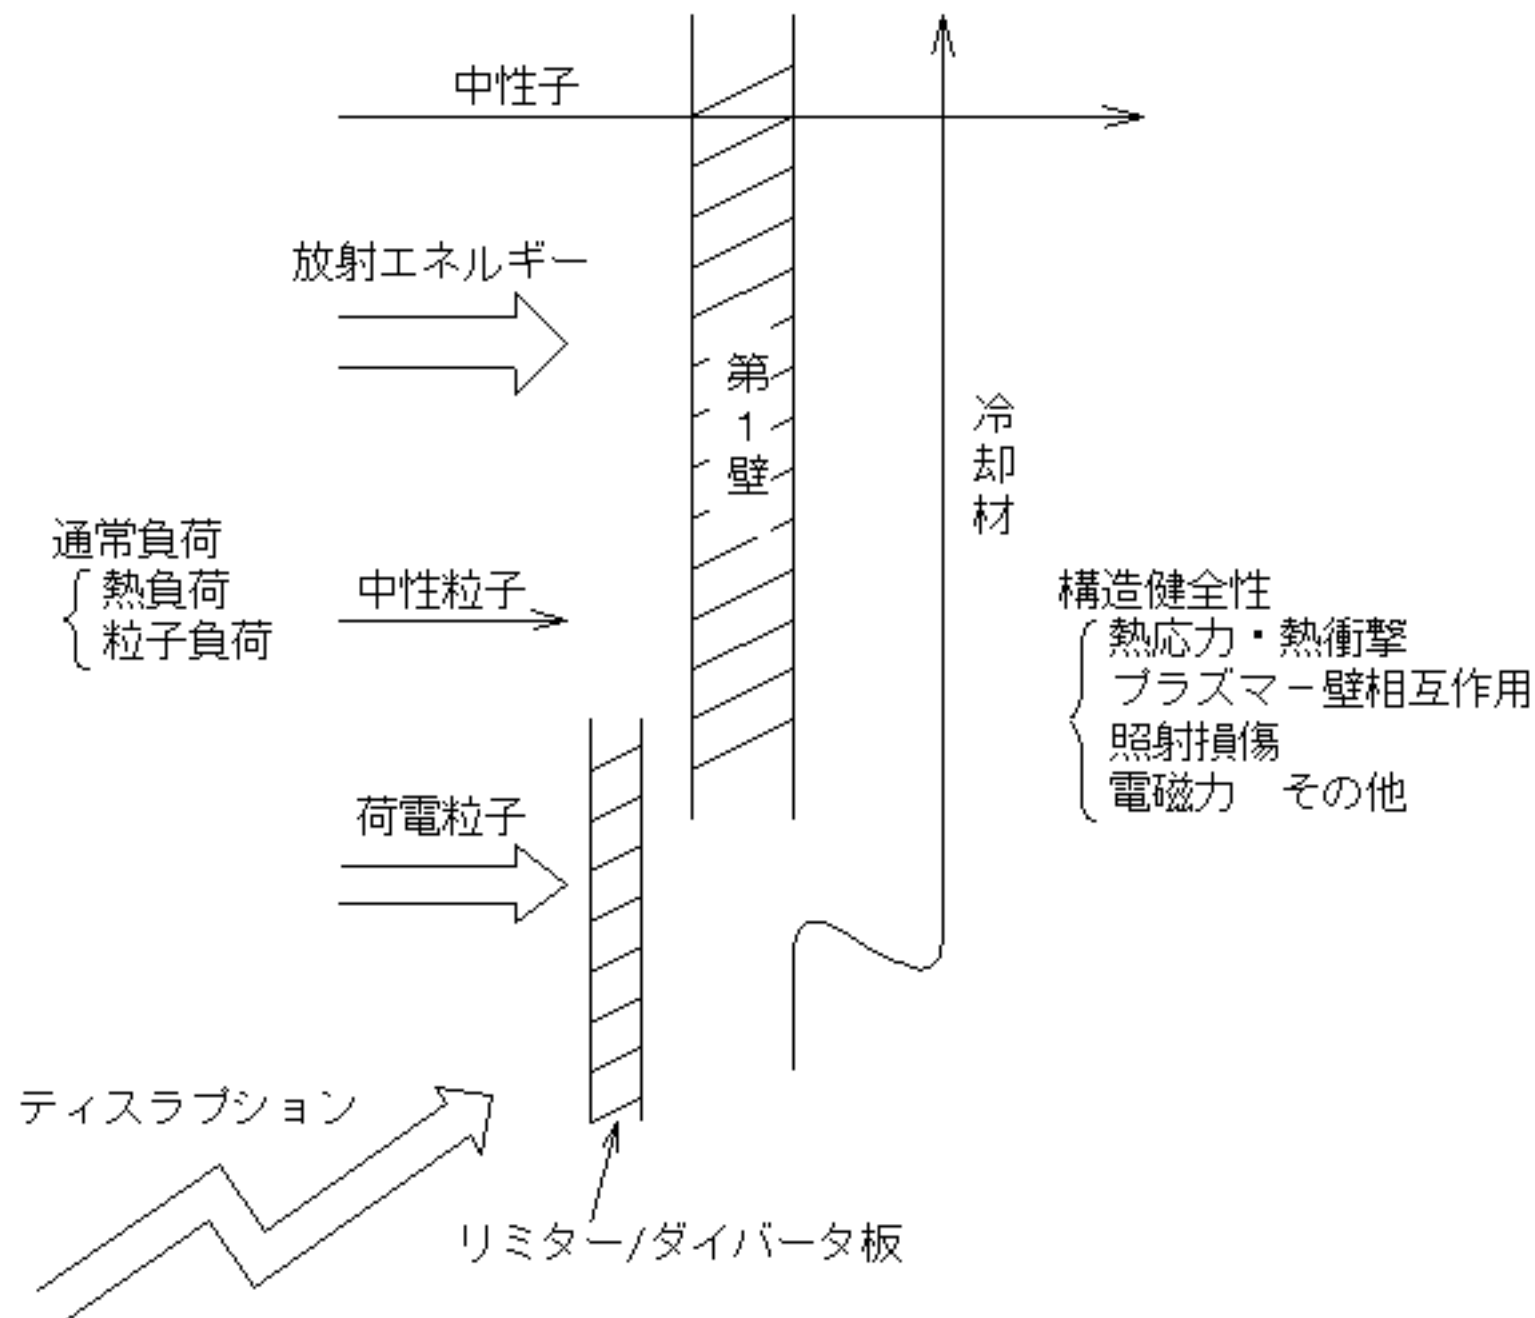 中性子
放射エネルギー
第1壁
冷却材
通常負荷
熱負荷
粒子負荷
中性粒子
構造健全性
熱応力・熱衝撃
プラズマ－壁相互作用
照射損傷
電磁力　その他
荷電粒子
ティスラプション
リミター/ダイバータ板